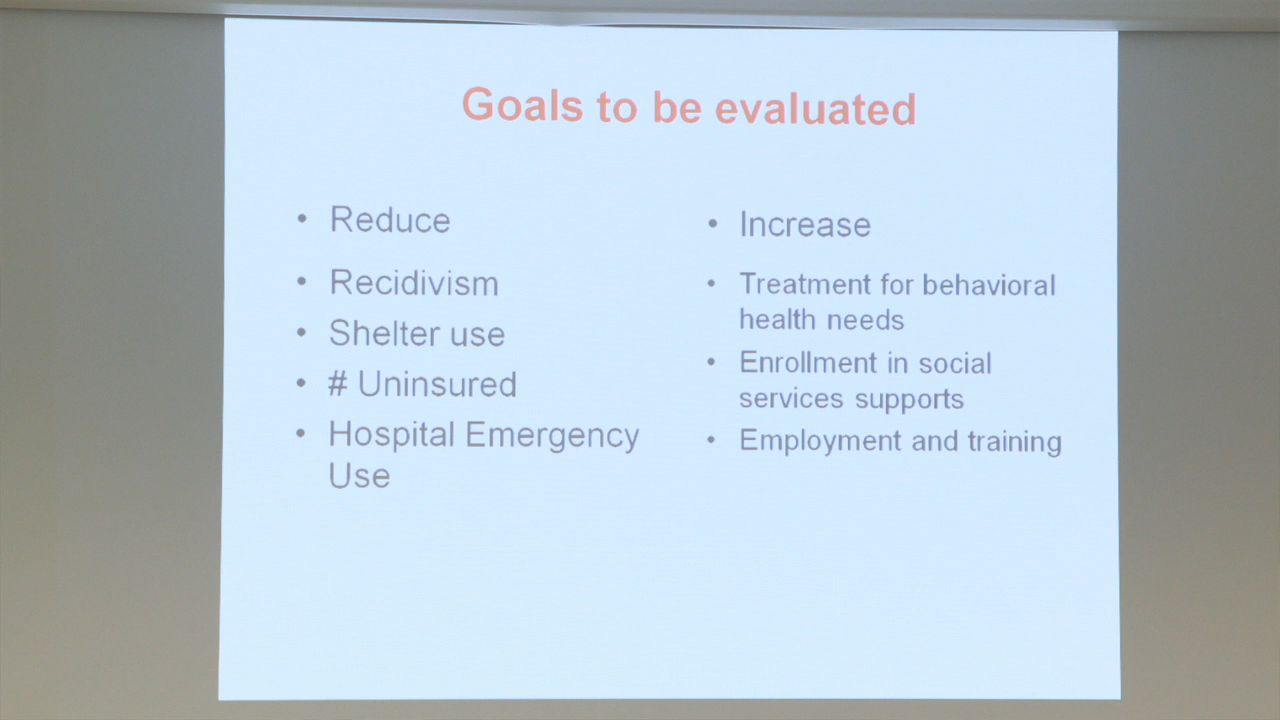 Goals to be evaluated
• Reduce
• Recidivism
• Shelter use
• # Uninsured
• Hospital Emergency
Use
• Increase
• Treatment for behavioral
health needs
• Enrollment in social
services supports
• Employment and training